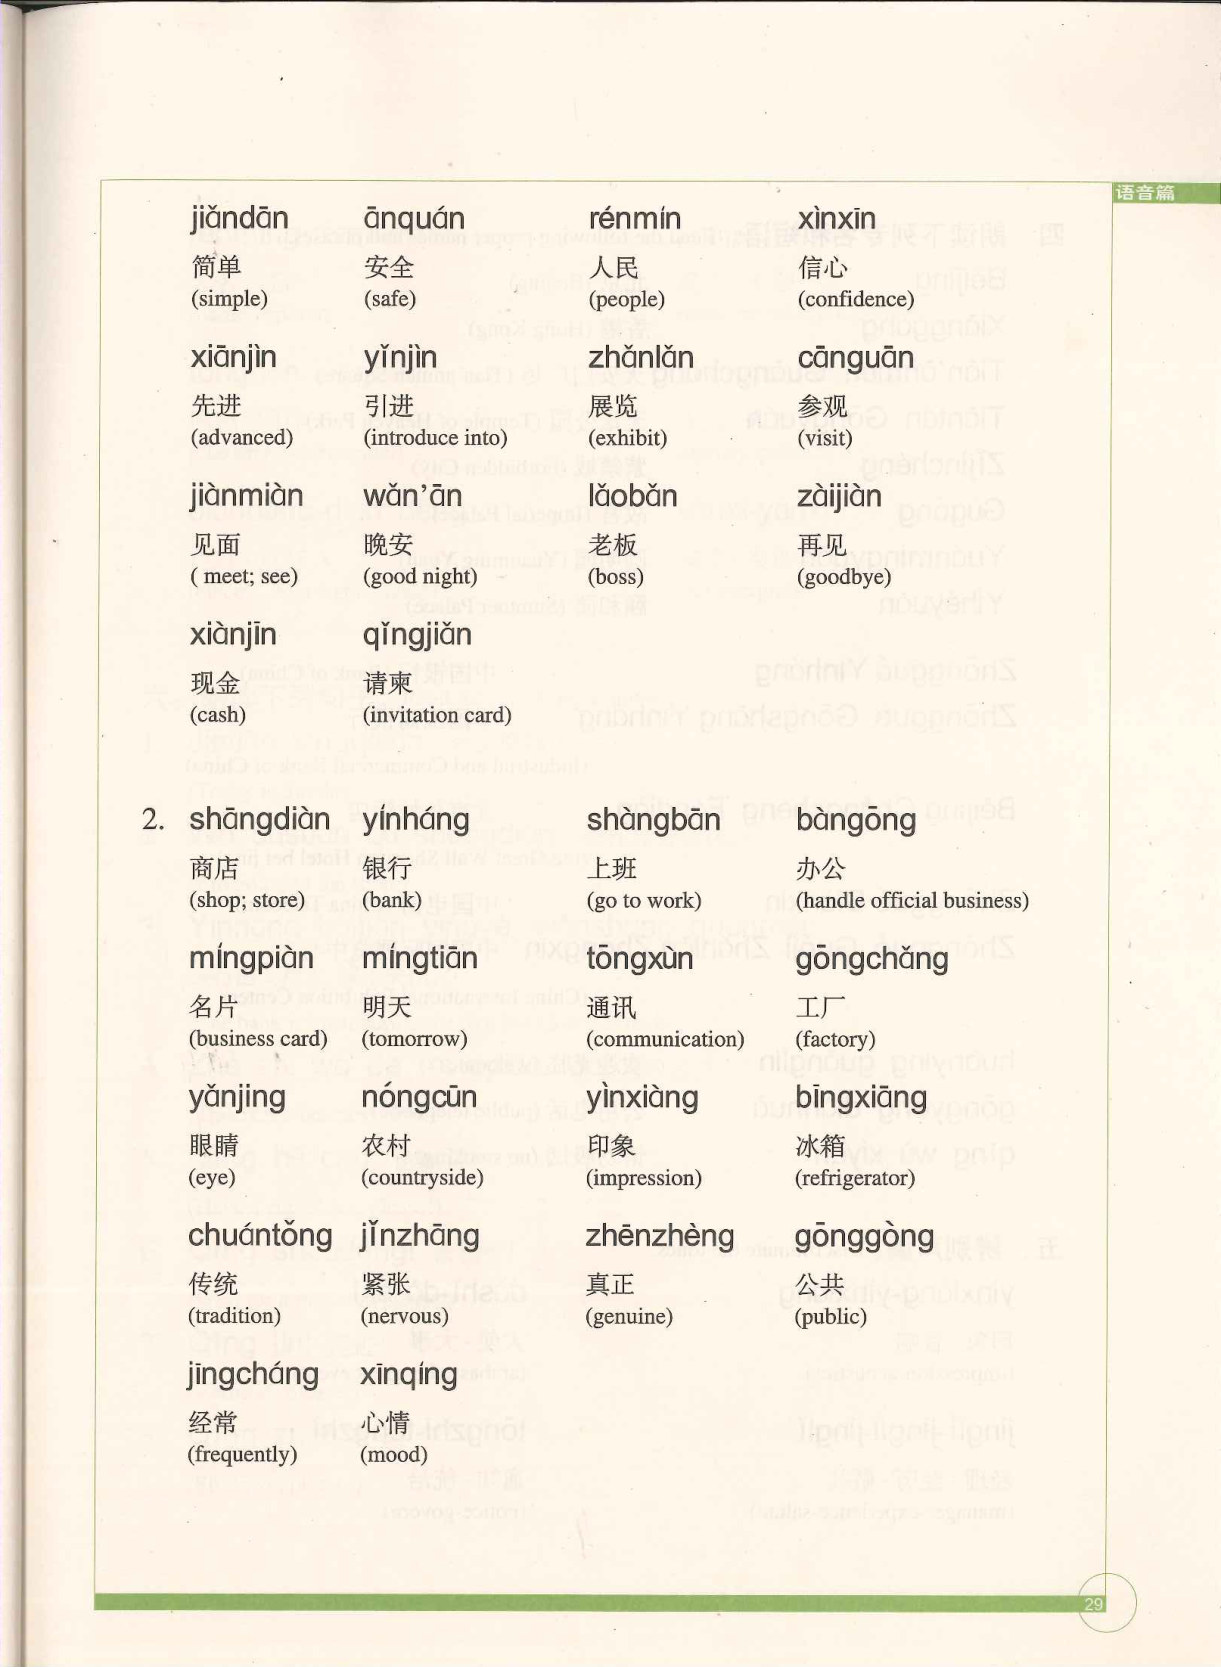 语音篇
jiǎndān ānquán rénmín xìnxīn
简单 安全 人民 信心
(simple) (safe) (people) (confidence)
xiānjìn yǐnjìn zhǎnlǎn cānguān
先进 引进 展览 参观
(advanced) (introduce into) (exhibit) (visit)
jiànmiàn wǎn’ān lǎobǎn zàijiàn
见面 晚安 老板 再见
( meet; see) (good night) (boss) (goodbye)
xiànjīn qǐngjiǎn
现金 请柬
(cash) (invitation card)
2. shāngdiàn yínháng shàngbān bàngōng
商店 银行 上班 办公
(shop; store) (bank) (go to work) (handle official business)
míngpiàn míngtiān tōngxùn gōngchǎng
名片 明天 通讯 工厂
(business card) (tomorrow) (communication) (factory)
yǎnjing nóngcūn yìnxiàng bīngxiāng
眼睛 农村 印象 冰箱
(eye) (countryside) (impression) (refrigerator)
chuántǒng jǐnzhāng zhēnzhèng gōnggòng
传统 紧张 真正 公共
(tradition) (nervous) (genuine) (public)
jīngcháng xīnqíng
经常 心情
(frequently) (mood)
29